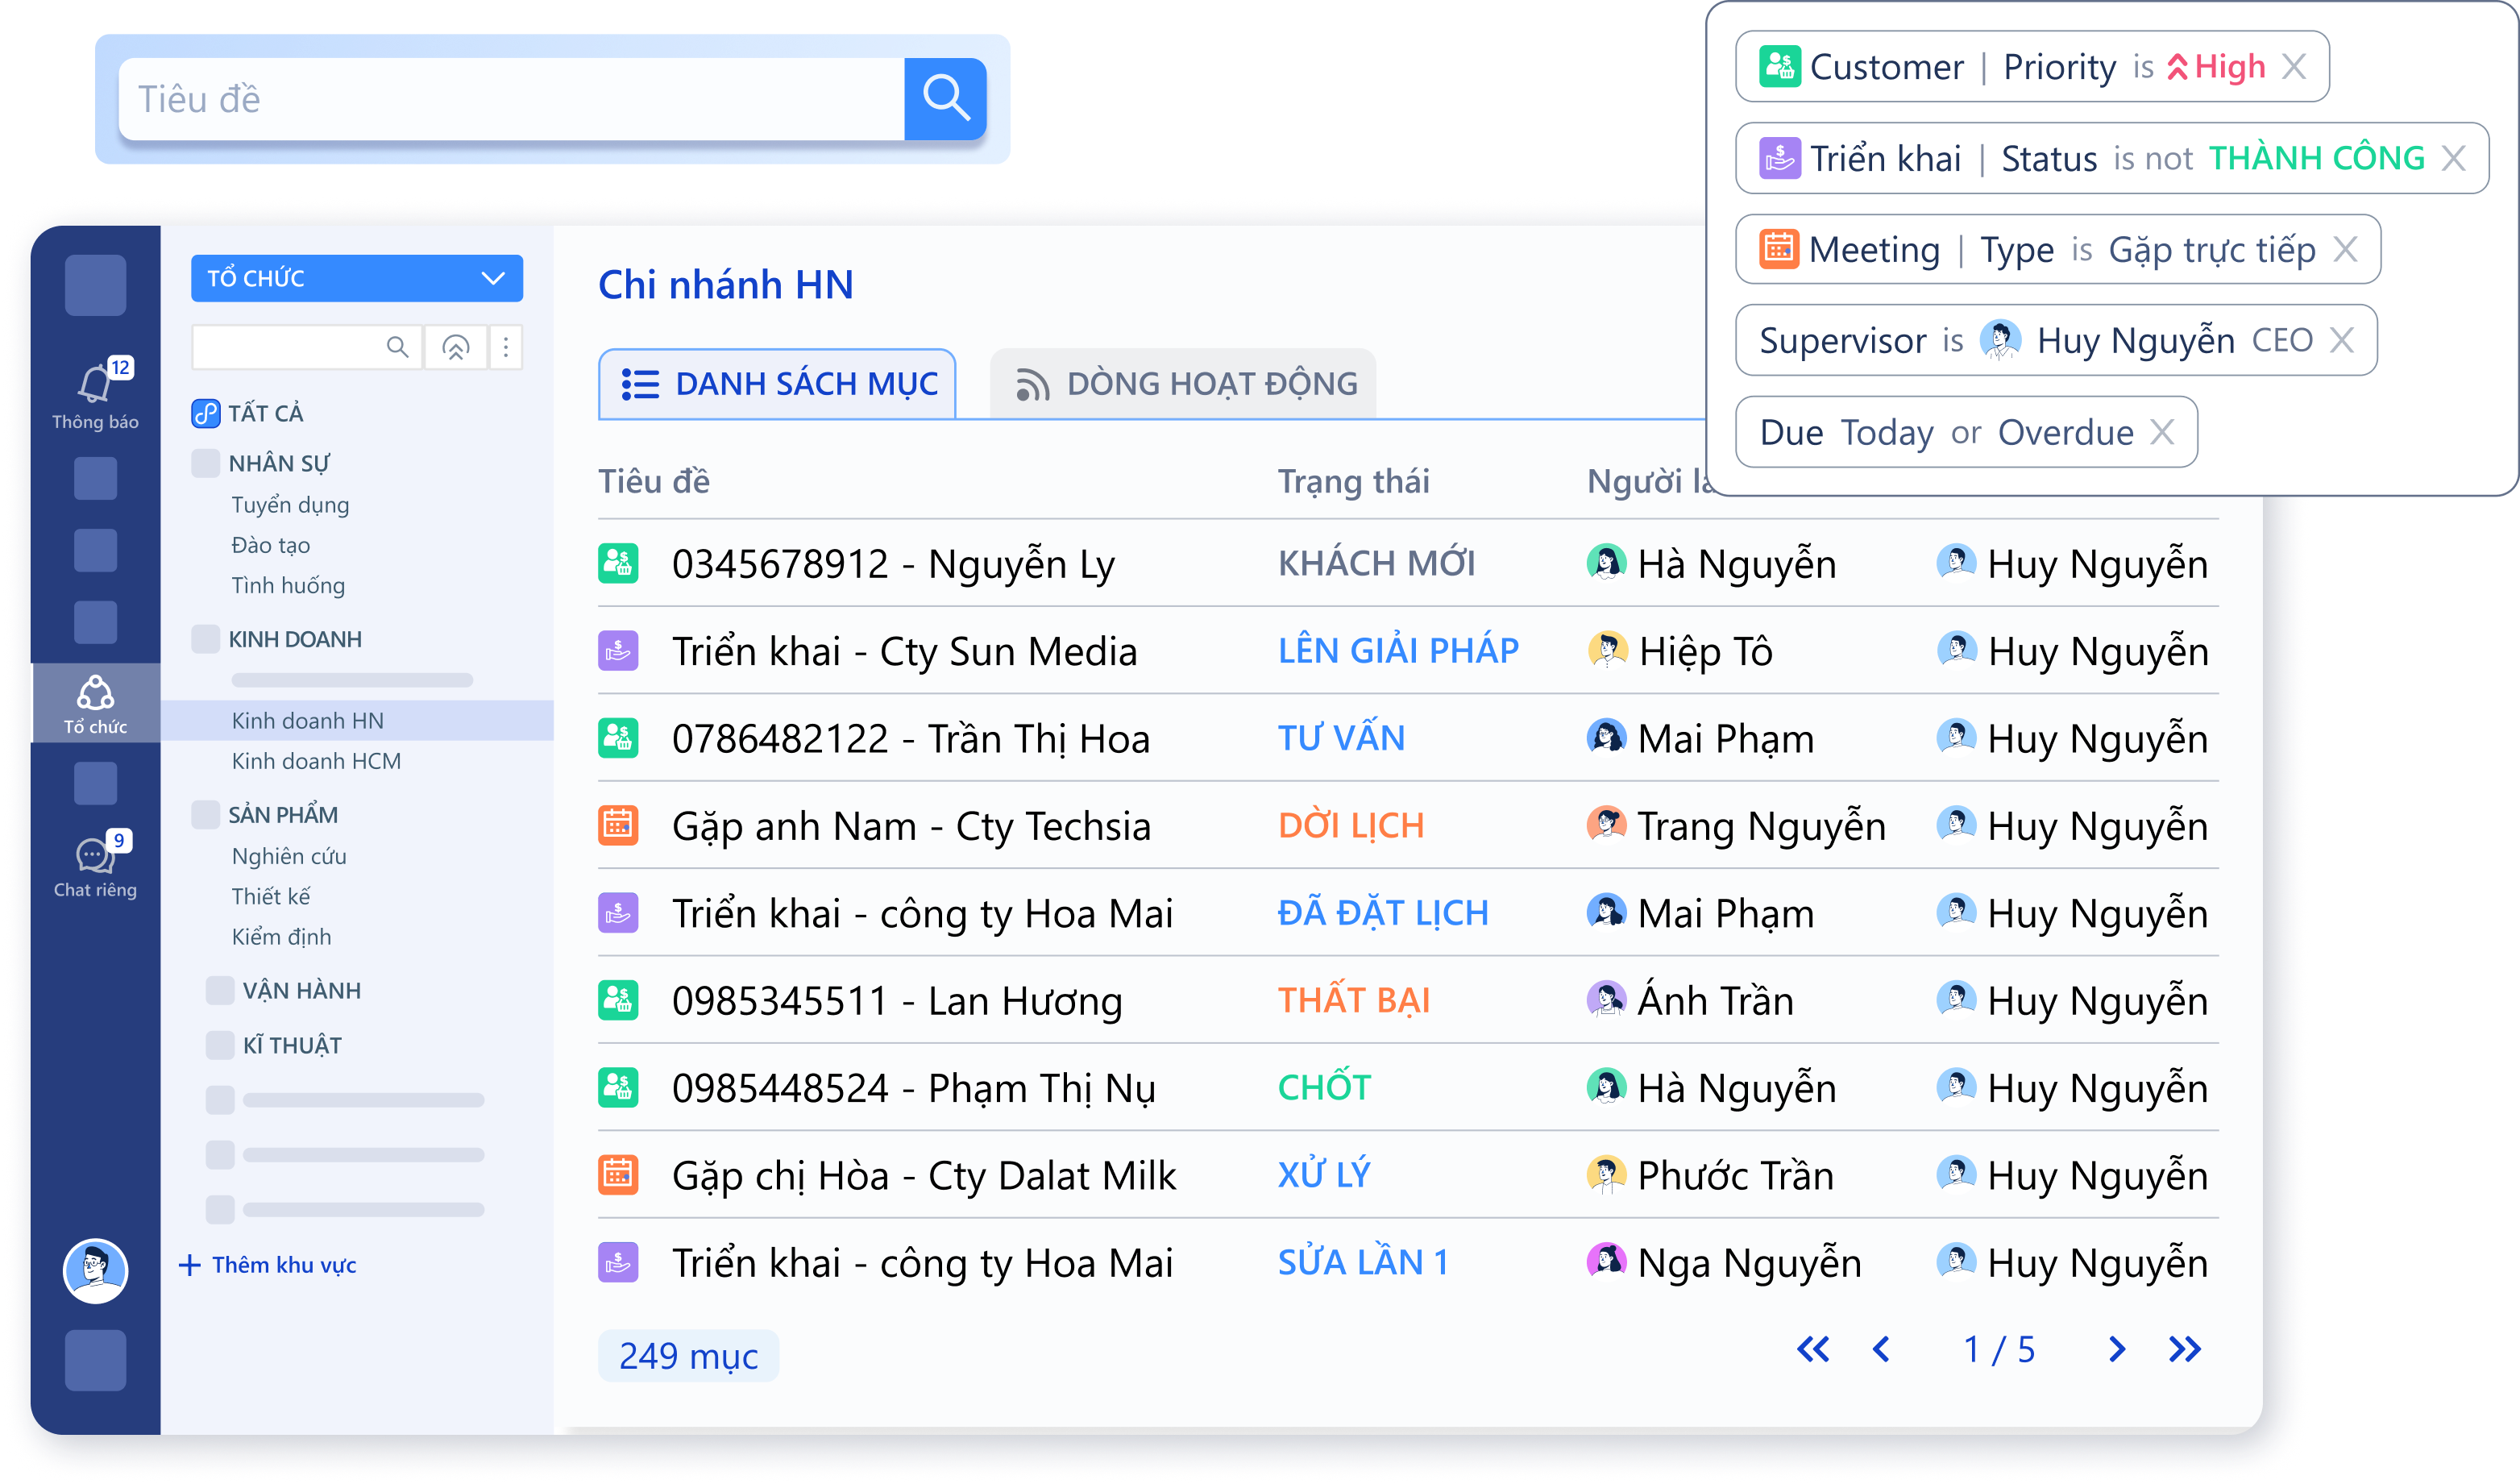 Tiêu đề
Customer | Priority is High X
Triển khai | Status is not THÀNH CÔNG X
Meeting | Type is Gặp trực tiếp X
Supervisor is Huy Nguyễn CEO X
Due Today or Overdue X
12
Thông báo
Tổ chức
9
Chat riêng
TỔ CHỨC
TẤT CẢ
NHÂN SỰ
Tuyển dụng
Đào tạo
Tình huống
KINH DOANH
Kinh doanh HN
Kinh doanh HCM
SẢN PHẨM
Nghiên cứu
Thiết kế
Kiểm định
VẬN HÀNH
KĨ THUẬT
+ Thêm khu vực
Chi nhánh HN
DANH SÁCH MỤC DÒNG HOẠT ĐỘNG
Tiêu đề Trạng thái Người
0345678912 - Nguyễn Ly KHÁCH MỚI Hà Nguyễn Huy Nguyễn
Triển khai - Cty Sun Media LÊN GIẢI PHÁP Hiệp Tô Huy Nguyễn
0786482122 - Trần Thị Hoa TƯ VẤN Mai Phạm Huy Nguyễn
Gặp anh Nam - Cty Techsia DỜI LỊCH Trang Nguyễn Huy Nguyễn
Triển khai - công ty Hoa Mai ĐÃ ĐẶT LỊCH Mai Phạm Huy Nguyễn
0985345511 - Lan Hương THẤT BẠI Ánh Trần Huy Nguyễn
0985448524 - Phạm Thị Nụ CHỐT Hà Nguyễn Huy Nguyễn
Gặp chị Hòa - Cty Dalat Milk XỬ LÝ Phước Trần Huy Nguyễn
Triển khai - công ty Hoa Mai SỬA LẦN 1 Nga Nguyễn Huy Nguyễn
249 mục
1 / 5